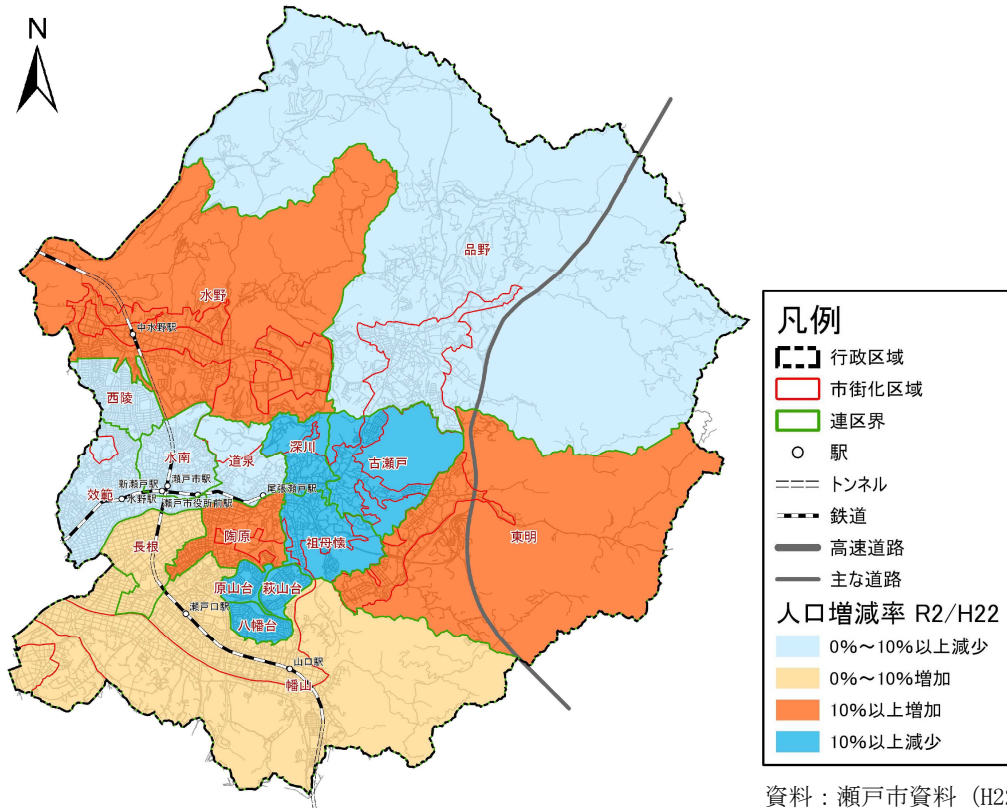 N
品野
水野
中水野駅
西陵
水南
道泉
深川
古瀬戸
新瀬戸駅
瀬戸市駅
効範
水野駅
瀬戸市役所前駅
尾張瀬戸駅
長根
陶原
祖母懐
東明
原山台
萩山台
瀬戸口駅
八幡台
山口駅
幡山
凡例
行政区域
市街化区域
連区界
駅
トンネル
鉄道
高速道路
主な道路
人口増減率 R2/H22
0%～10%以上減少
0%～10%増加
10%以上増加
10%以上減少
資料：瀬戸市資料（H2